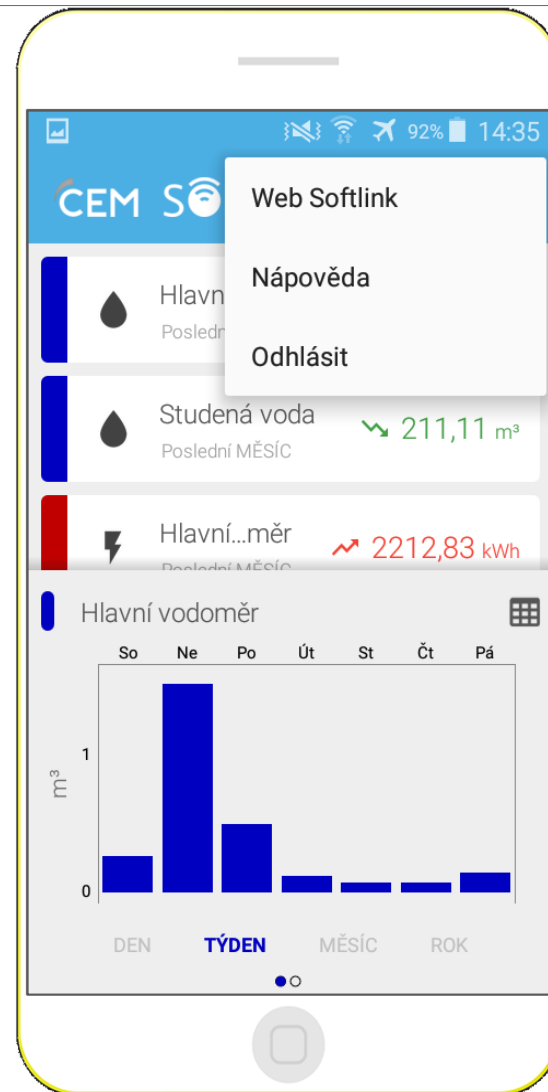 92% 14:35
CEM S
Web Softlink
Nápověda
Odhlásit
Hlavn
Posledn
Studená voda
211,11 m³
Poslední MĚSÍC
Hlavní...měr
2212,83 kWh
Poslední MĚSÍC
Hlavní vodoměr
So Ne Po Út St Čt Pá
m³
1
0
DEN TÝDEN MĚSÍC ROK